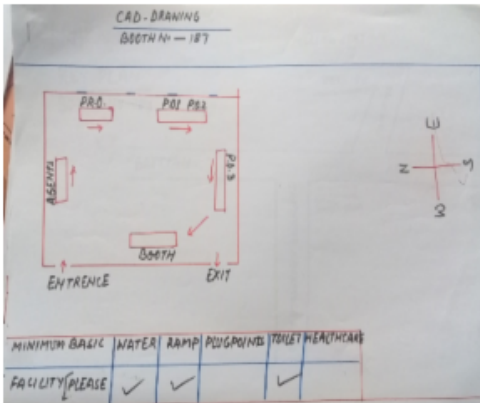 CAD-DRAWING
BOOTH No - 187
P.R.O. PO1 PO2
P.O.3
AGENTS
BOOTH
ENTRENCE EXIT
E
N S
W
MINIMUM BASIC WATER RAMP PLUGPOINTS TOILET HEALTHCARE
FACILITY [PLEASE ✓ ✓ ✓